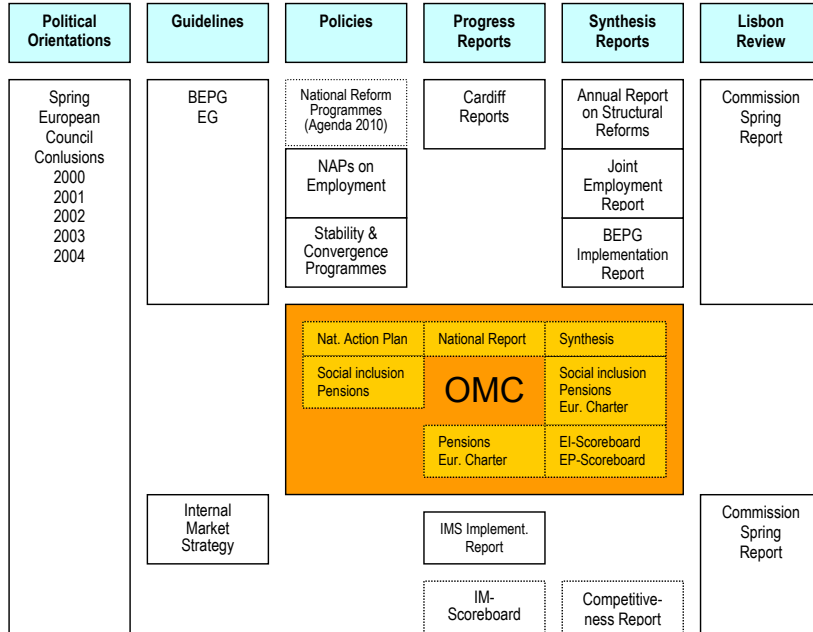 Political
Orientations
Guidelines
Policies
Progress
Reports
Synthesis
Reports
Lisbon
Review
Spring
European
Council
Conlusions
2000
2001
2002
2003
2004
BEPG
EG
National Reform
Programmes
(Agenda 2010)
NAPs on
Employment
Stability &
Convergence
Programmes
Cardiff
Reports
Annual Report
on Structural
Reforms
Joint
Employment
Report
BEPG
Implementation
Report
Commission
Spring
Report
Nat. Action Plan
National Report
Synthesis
Social inclusion
Pensions
OMC
Social inclusion
Pensions
Eur. Charter
Pensions
Eur. Charter
EI-Scoreboard
EP-Scoreboard
Internal
Market
Strategy
IMS Implement.
Report
Commission
Spring
Report
IM-
Scoreboard
Competitive-
ness Report